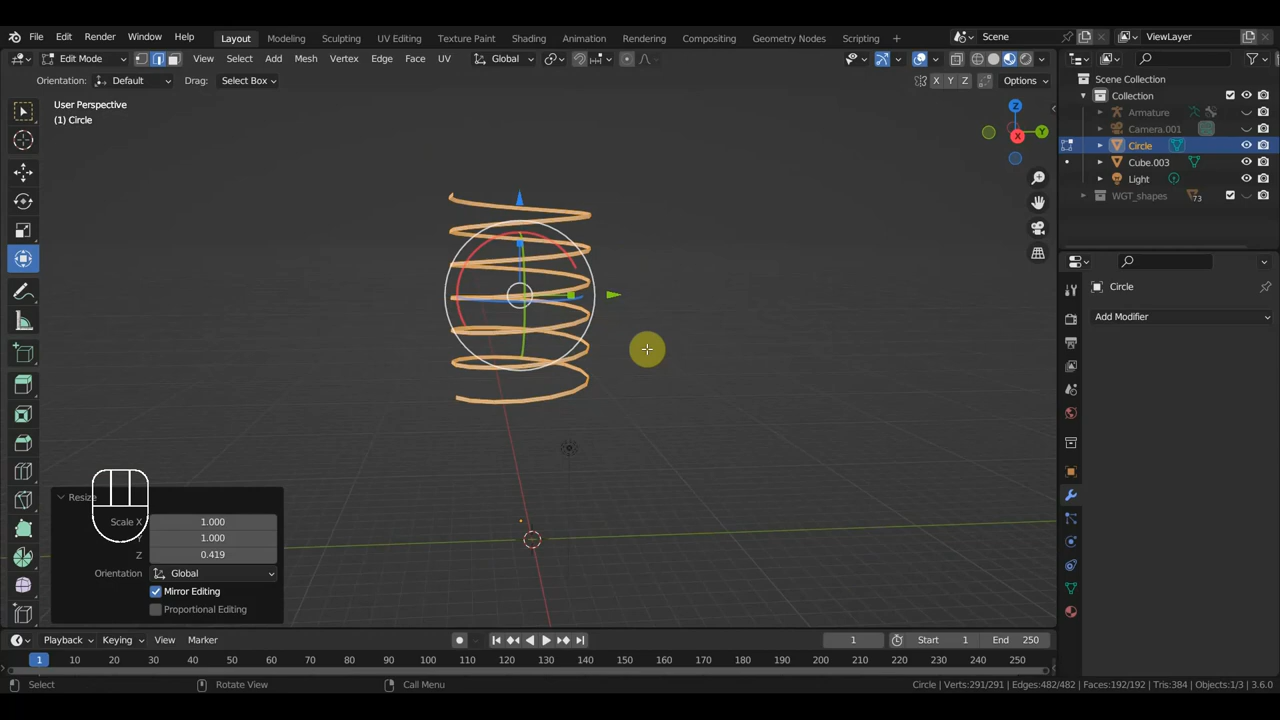 File Edit Render Window Help Layout Modeling Sculpting UV Editing Texture Paint Shading Animation Rendering Compositing Geometry Nodes Scripting + Scene ViewLayer
Edit Mode View Select Add Mesh Vertex Edge Face UV Global
Orientation: Default Drag: Select Box X Y Z Options
Scene Collection
Collection
Armature
Camera.001
Circle
Cube.003
Light
WGT_shapes 73
User Perspective
(1) Circle
Z
Y
X
Circle
Add Modifier
Resize
Scale X 1.000
1.000
Z 0.419
Orientation Global
Mirror Editing
Proportional Editing
Playback Keying View Marker 1 Start 1 End 250
1 10 20 30 40 50 60 70 80 90 100 110 120 130 140 150 160 170 180 190 200 210 220 230 240 250
Select Rotate View Call Menu Circle | Verts:291/291 | Edges:482/482 | Faces:192/192 | Tris:384 | Objects:1/3 | 3.6.0